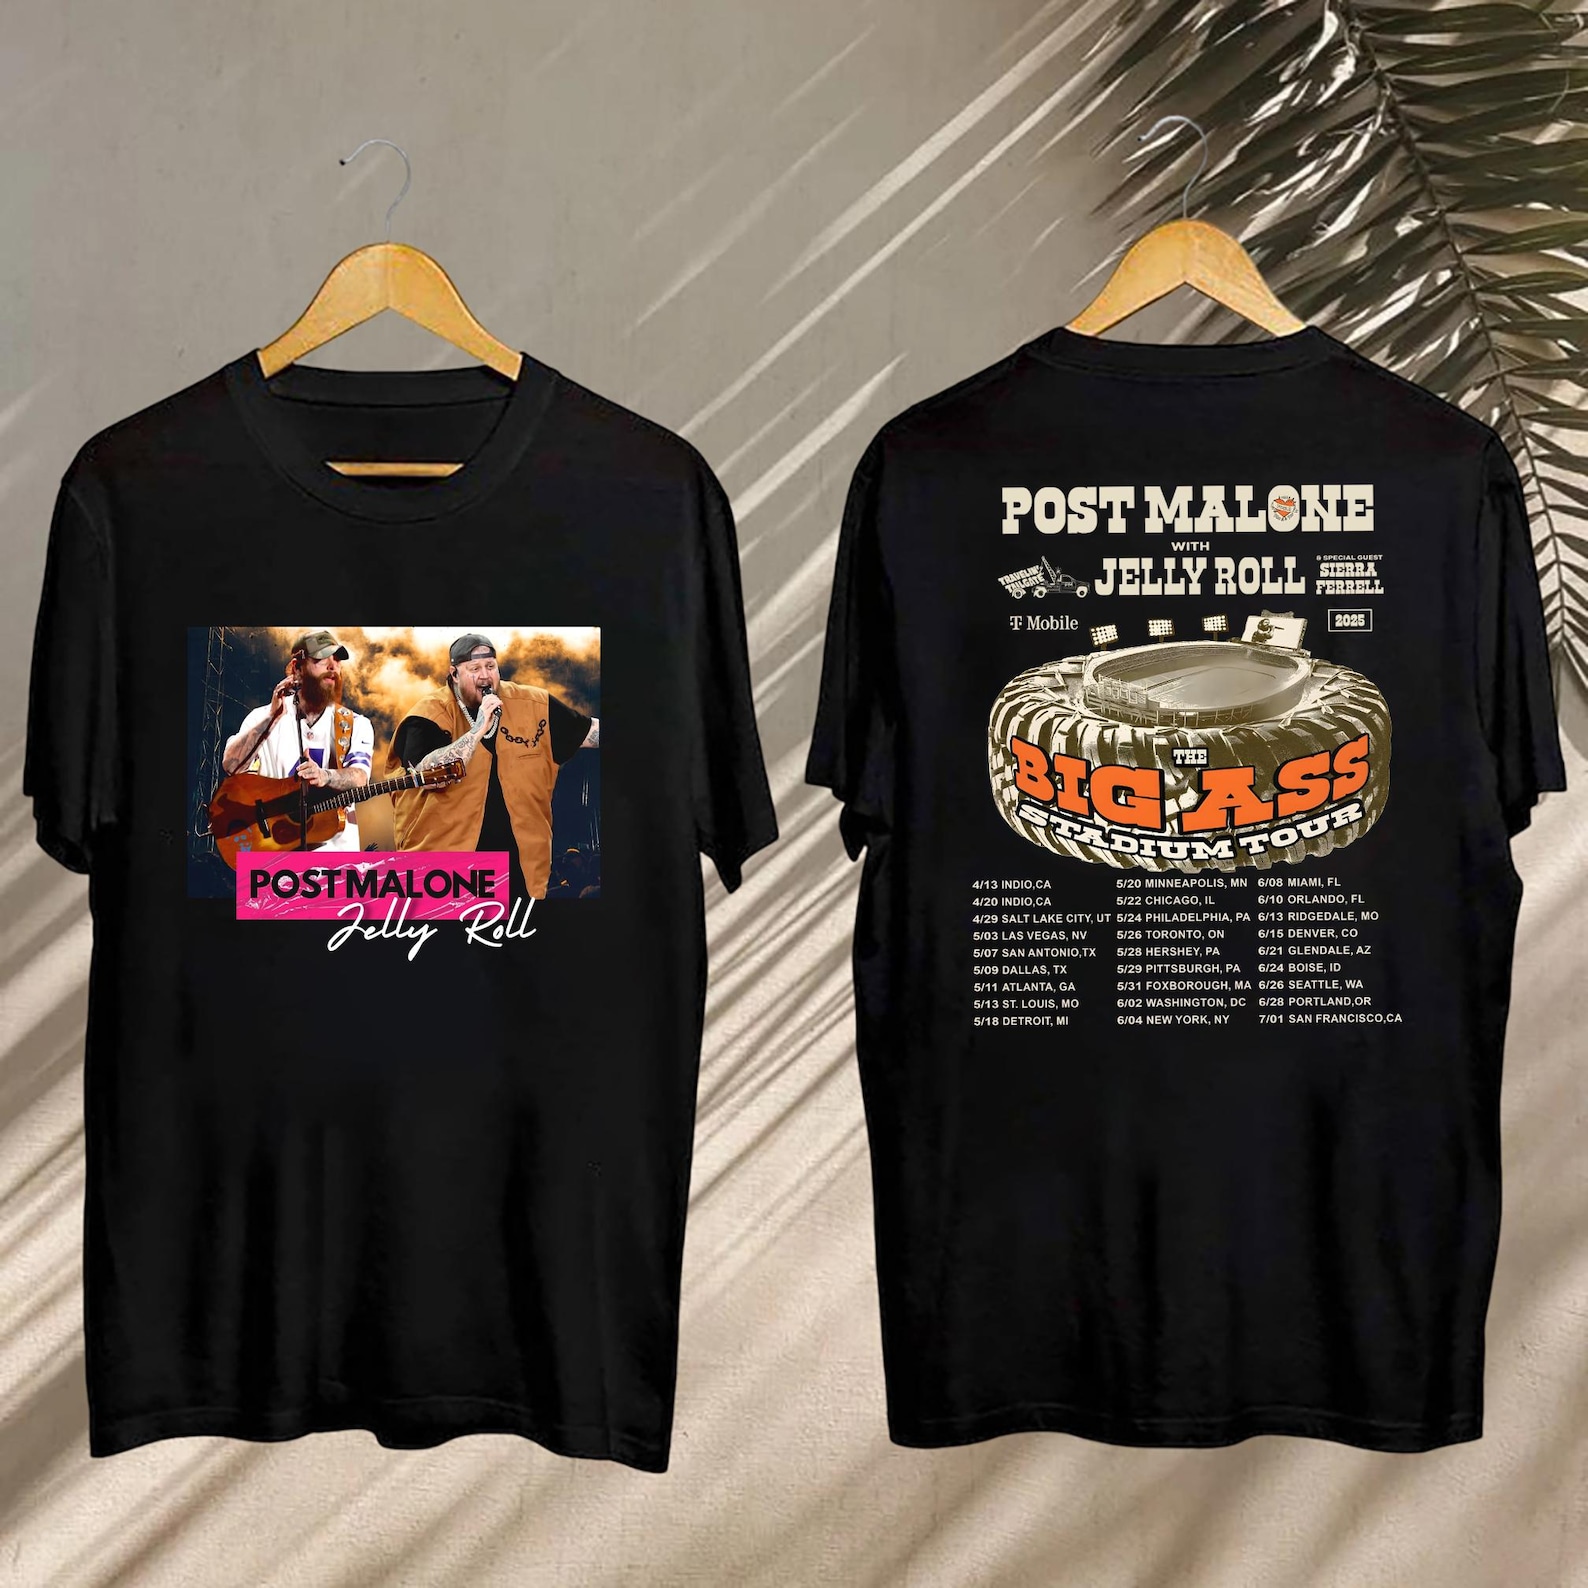 POST MALONE
Jelly Roll
POST MALONE
WITH
TRAVELIN' TAILGATE
JELLY ROLL
& SPECIAL GUEST
SIERRA
FERRELL
T Mobile
2025
THE
BIG ASS
STADIUM TOUR
4/13 INDIO,CA
4/20 INDIO,CA
4/29 SALT LAKE CITY, UT
5/03 LAS VEGAS, NV
5/07 SAN ANTONIO,TX
5/09 DALLAS, TX
5/11 ATLANTA, GA
5/13 ST. LOUIS, MO
5/18 DETROIT, MI
5/20 MINNEAPOLIS, MN
5/22 CHICAGO, IL
5/24 PHILADELPHIA, PA
5/26 TORONTO, ON
5/28 HERSHEY, PA
5/29 PITTSBURGH, PA
5/31 FOXBOROUGH, MA
6/02 WASHINGTON, DC
6/04 NEW YORK, NY
6/08 MIAMI, FL
6/10 ORLANDO, FL
6/13 RIDGEDALE, MO
6/15 DENVER, CO
6/21 GLENDALE, AZ
6/24 BOISE, ID
6/26 SEATTLE, WA
6/28 PORTLAND,OR
7/01 SAN FRANCISCO,CA